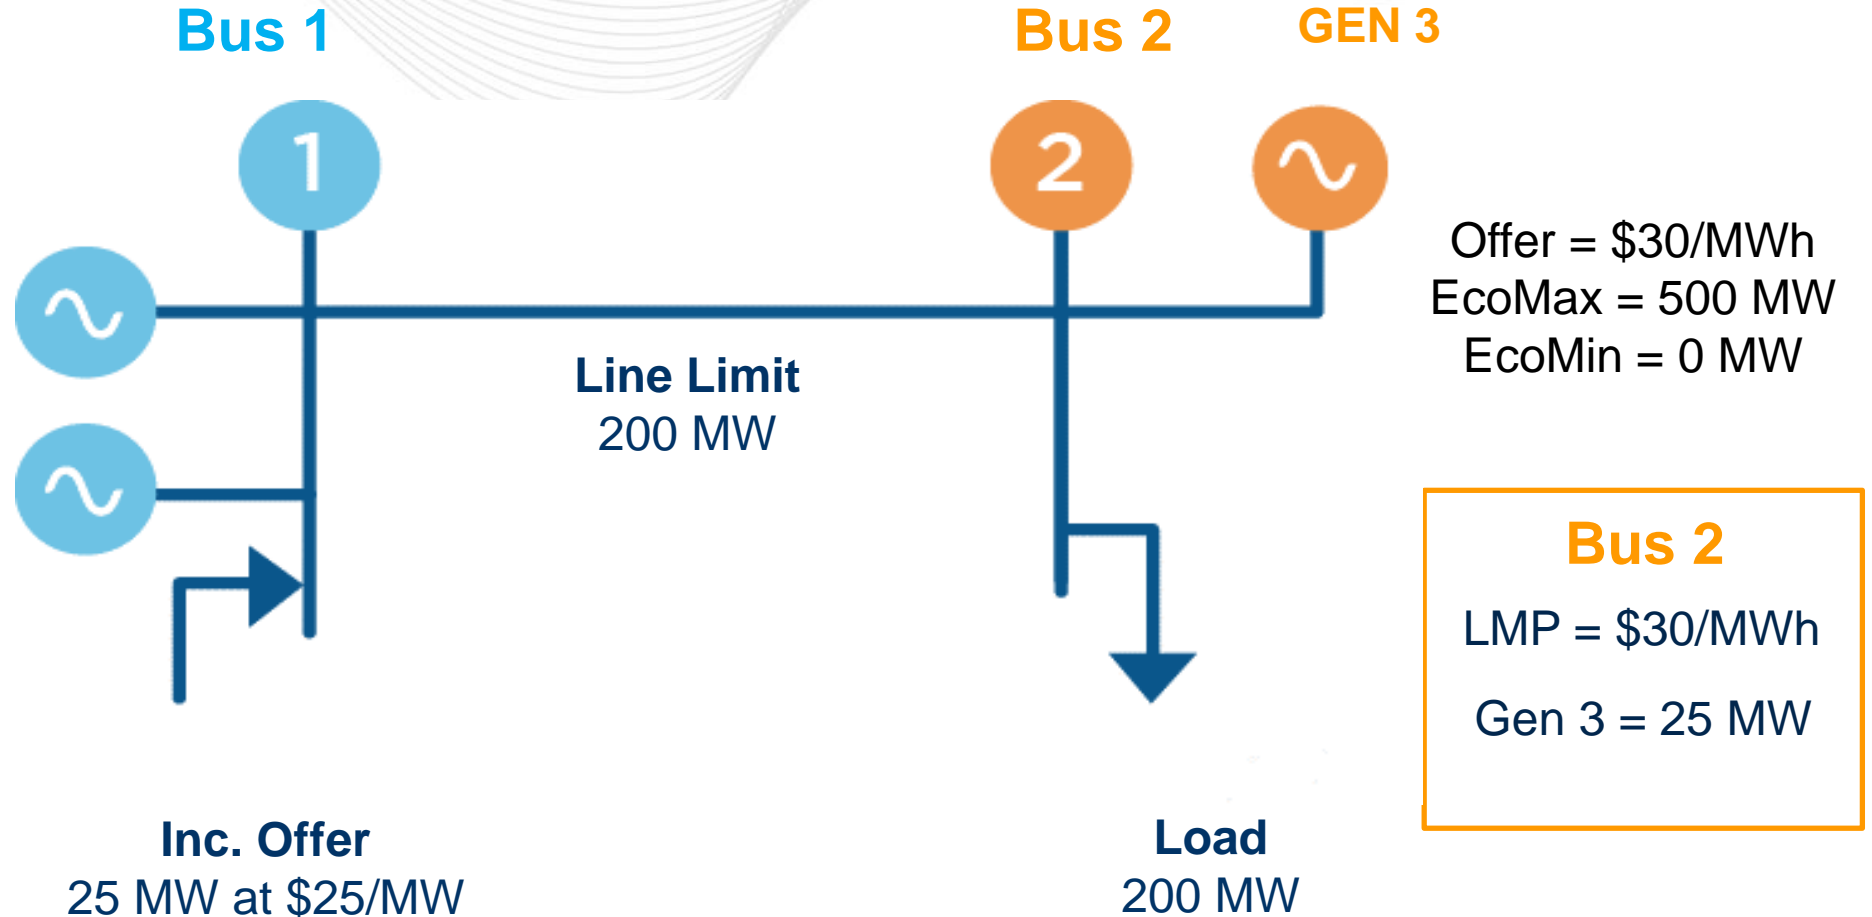 Bus 1
Bus 2
GEN 3
1
2
Offer = $30/MWh
EcoMax = 500 MW
EcoMin = 0 MW
Line Limit
200 MW
Bus 2
LMP = $30/MWh
Gen 3 = 25 MW
Inc. Offer
25 MW at $25/MW
Load
200 MW